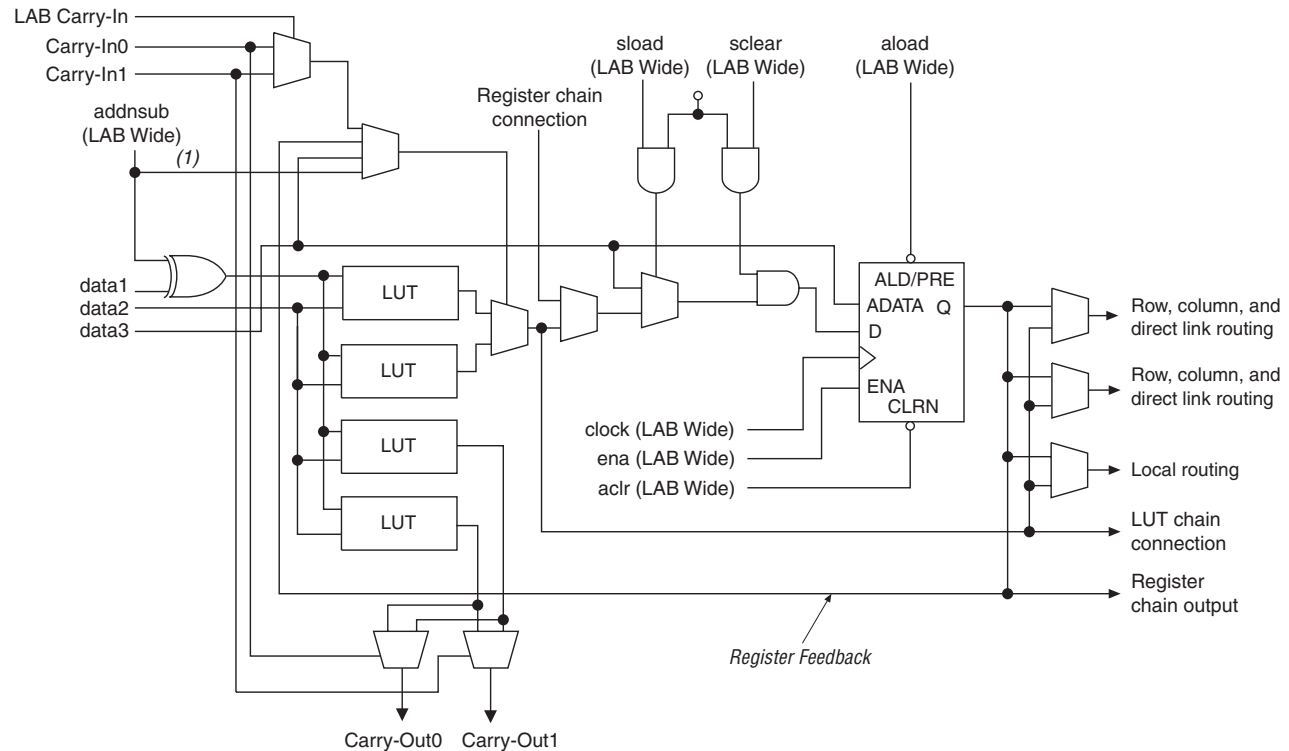 LAB Carry-In
Carry-In0
Carry-In1
addnsub
(LAB Wide)
(1)
Register chain
connection
sload
(LAB Wide)
sclear
(LAB Wide)
aload
(LAB Wide)
data1
data2
data3
LUT
LUT
LUT
LUT
ALD/PRE
ADATA
Q
D
ENA
CLRN
clock (LAB Wide)
ena (LAB Wide)
aclr (LAB Wide)
Row, column, and
direct link routing
Row, column, and
direct link routing
Local routing
LUT chain
connection
Register
chain output
Register Feedback
Carry-Out0
Carry-Out1